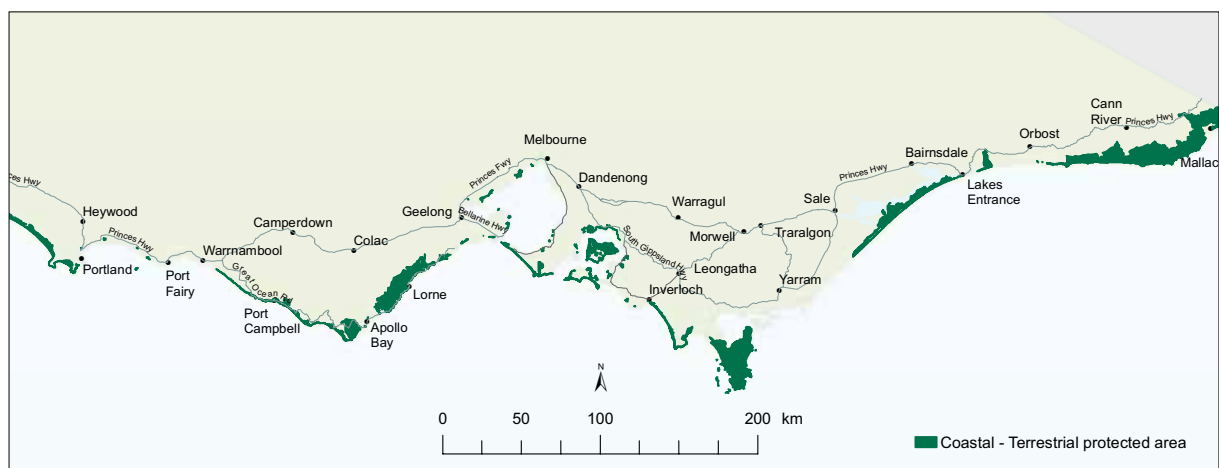 Cann
River
Princes Hwy
Orbost
Mallac
Melbourne
Bairnsdale
Princes Hwy
Lakes
Entrance
Princes Fwy
Dandenong
ces Hwy
Heywood
Camperdown
Geelong
Bellarine Hwy
Warragul
Sale
Morwell
Traralgon
Princes Hwy
Warrnambool
Colac
South Gippsland Hwy
Portland
Port
Fairy
Great Ocean Rd
Leongatha
Yarram
Lorne
Inverloch
Port
Campbell
Apollo
Bay
N
0 50 100 200 km
Coastal - Terrestrial protected area